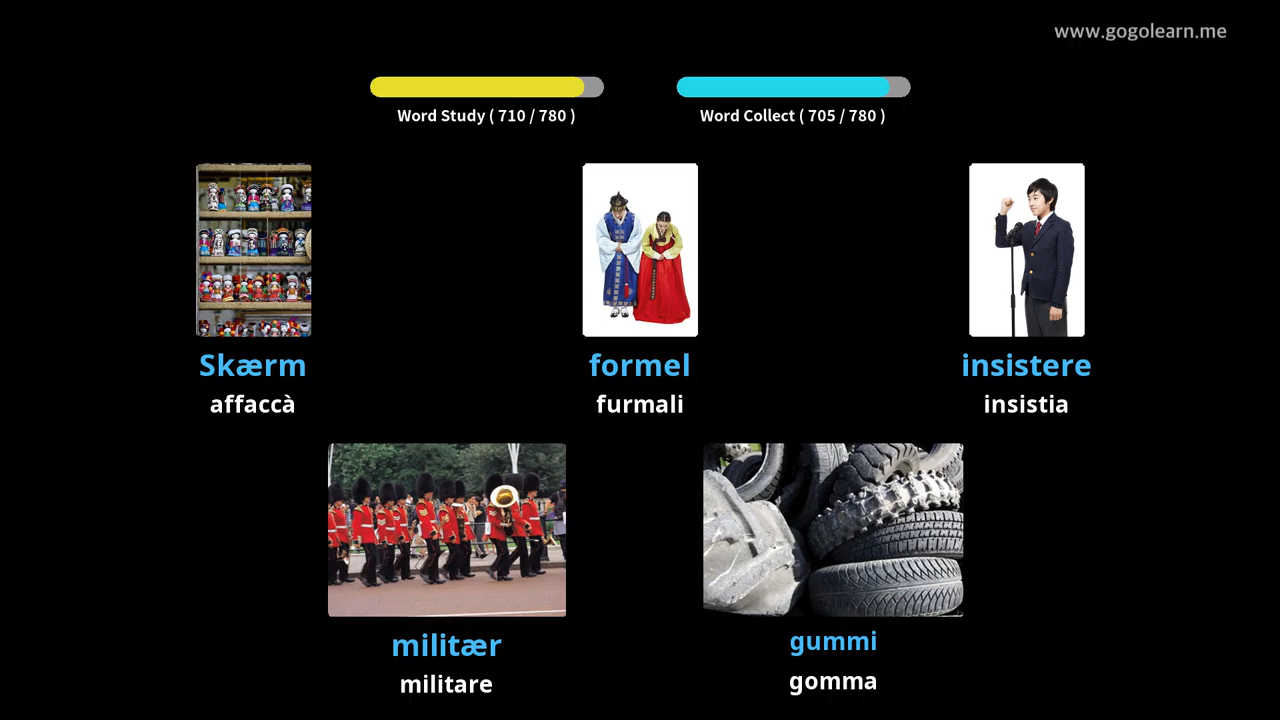 www.gogolearn.me
Word Study ( 710 / 780 )
Word Collect ( 705 / 780 )
Skærm
affaccà
formel
furmali
insistere
insistia
militær
militare
gummi
gomma